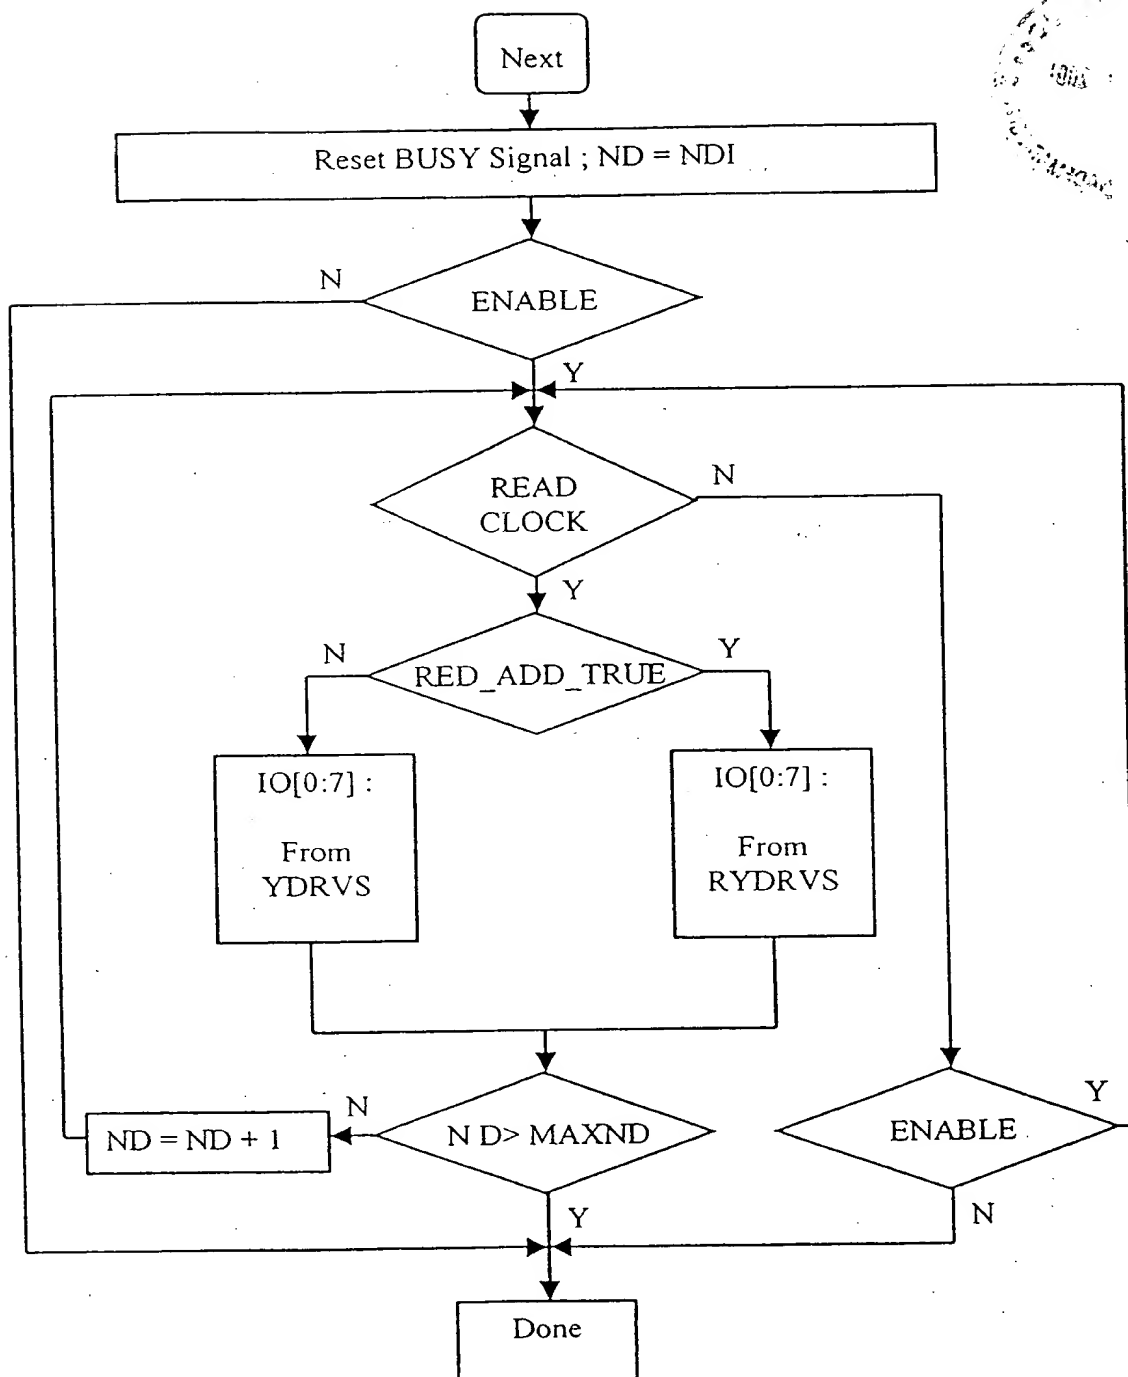 Next
Reset BUSY Signal ; ND = NDI
N
ENABLE
Y
READ
CLOCK
N
Y
N
RED_ADD_TRUE
Y
IO[0:7] :
From
YDRVS
IO[0:7] :
From
RYDRVS
ND = ND + 1
N
N D> MAXND
Y
ENABLE
Y
N
Done